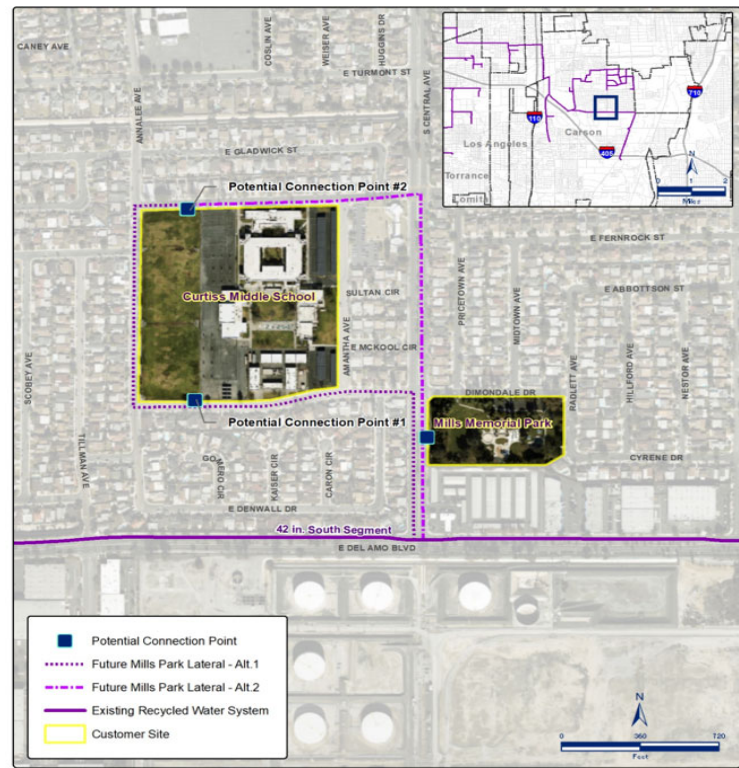 CANEY AVE
COSLIN AVE
WEISER AVE
HUGGINS DR
E TURMONT ST
ANNALEE AVE
S CENTRAL AVE
E GLADWICK ST
Potential Connection Point #2
110
710
405
Carson
Los Angeles
Torrance
Lomita
N
0 1 2
Miles
E FERNROCK ST
PRICETOWN AVE
MIDTOWN AVE
E ABBOTTSON ST
Curtiss Middle School
SULTAN CIR
AMANTHA AVE
E MCKOOL CIR
SCOBEY AVE
RADLETT AVE
HILLFORD AVE
NESTOR AVE
DIMONDALE DR
Potential Connection Point #1
Mills Memorial Park
TILLMAN AVE
KAISER CIR
CARON CIR
CYRENE DR
E DENWALL DR
42 in. South Segment
E DEL AMO BLVD
Potential Connection Point
Future Mills Park Lateral - Alt.1
Future Mills Park Lateral - Alt.2
Existing Recycled Water System
Customer Site
N
0 360 720
Feet